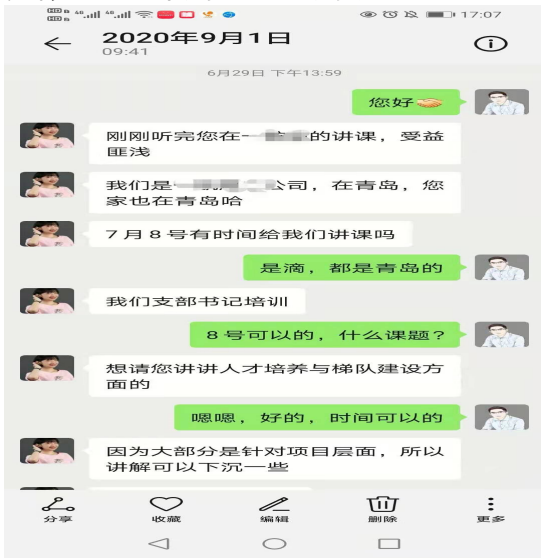 17:07
2020年9月1日
09:41
6月29日 下午13:59
您好
刚刚听完您在一 的讲课，受益
匪浅
我们是一 公司，在青岛，您
家也在青岛哈
7月8号有时间给我们讲课吗
是滴，都是青岛的
我们支部书记培训
8号可以的，什么课题？
想请您讲讲人才培养与梯队建设方
面的
嗯嗯，好的，时间可以的
因为大部分是针对项目层面，所以
讲解可以下沉一些
分享 收藏 编辑 删除 更多